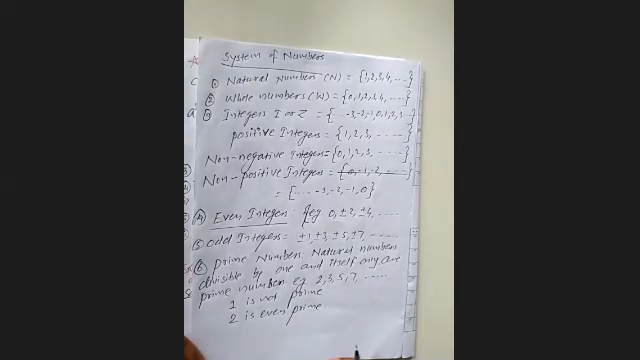 System of Numbers
① Natural Numbers (N) = {1,2,3,4, .....}
② Whole numbers (W) = {0,1,2,3,4, .....}
③ Integers I or Z = {... -3,-2,-1,0,1,2,3...}
positive Integers = {1,2,3, ......}
Non-negative Integers = {0,1,2,3, ......}
Non-positive Integers = {0,-1,-2, ......}
= {.... -3,-2,-1,0}
④ Even Integers: eg 0, ±2, ±4, .....
⑤ odd Integers = ±1, ±3, ±5, ±7, ......
⑥ prime Numbers: Natural numbers
divisible by one and itself only are
prime number eg 2,3,5,7, ......
1 is not prime
2 is even prime